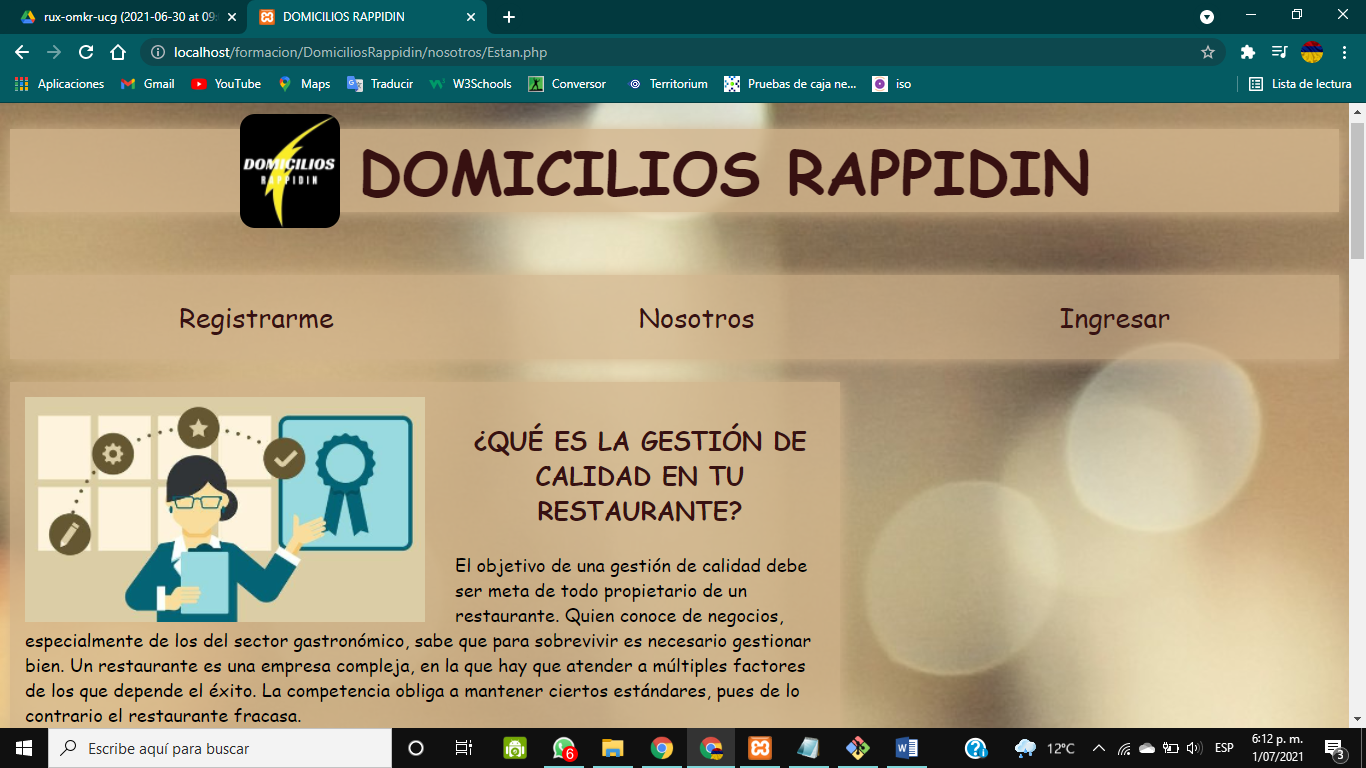 rux-omkr-ucg (2021-06-30 at 09:
DOMICILIOS RAPPIDIN
localhost/formacion/DomiciliosRappidin/nosotros/Estan.php
Aplicaciones Gmail YouTube Maps Traducir W3Schools Conversor Territorium Pruebas de caja ne... iso Lista de lectura
DOMICILIOS
RAPPIDIN
DOMICILIOS RAPPIDIN
Registrarme Nosotros Ingresar
¿QUÉ ES LA GESTIÓN DE
CALIDAD EN TU
RESTAURANTE?
El objetivo de una gestión de calidad debe
ser meta de todo propietario de un
restaurante. Quien conoce de negocios,
especialmente de los del sector gastronómico, sabe que para sobrevivir es necesario gestionar
bien. Un restaurante es una empresa compleja, en la que hay que atender a múltiples factores
de los que depende el éxito. La competencia obliga a mantener ciertos estándares, pues de lo
contrario el restaurante fracasa.
Escribe aquí para buscar
6
12°C
ESP
6:12 p. m.
1/07/2021
3